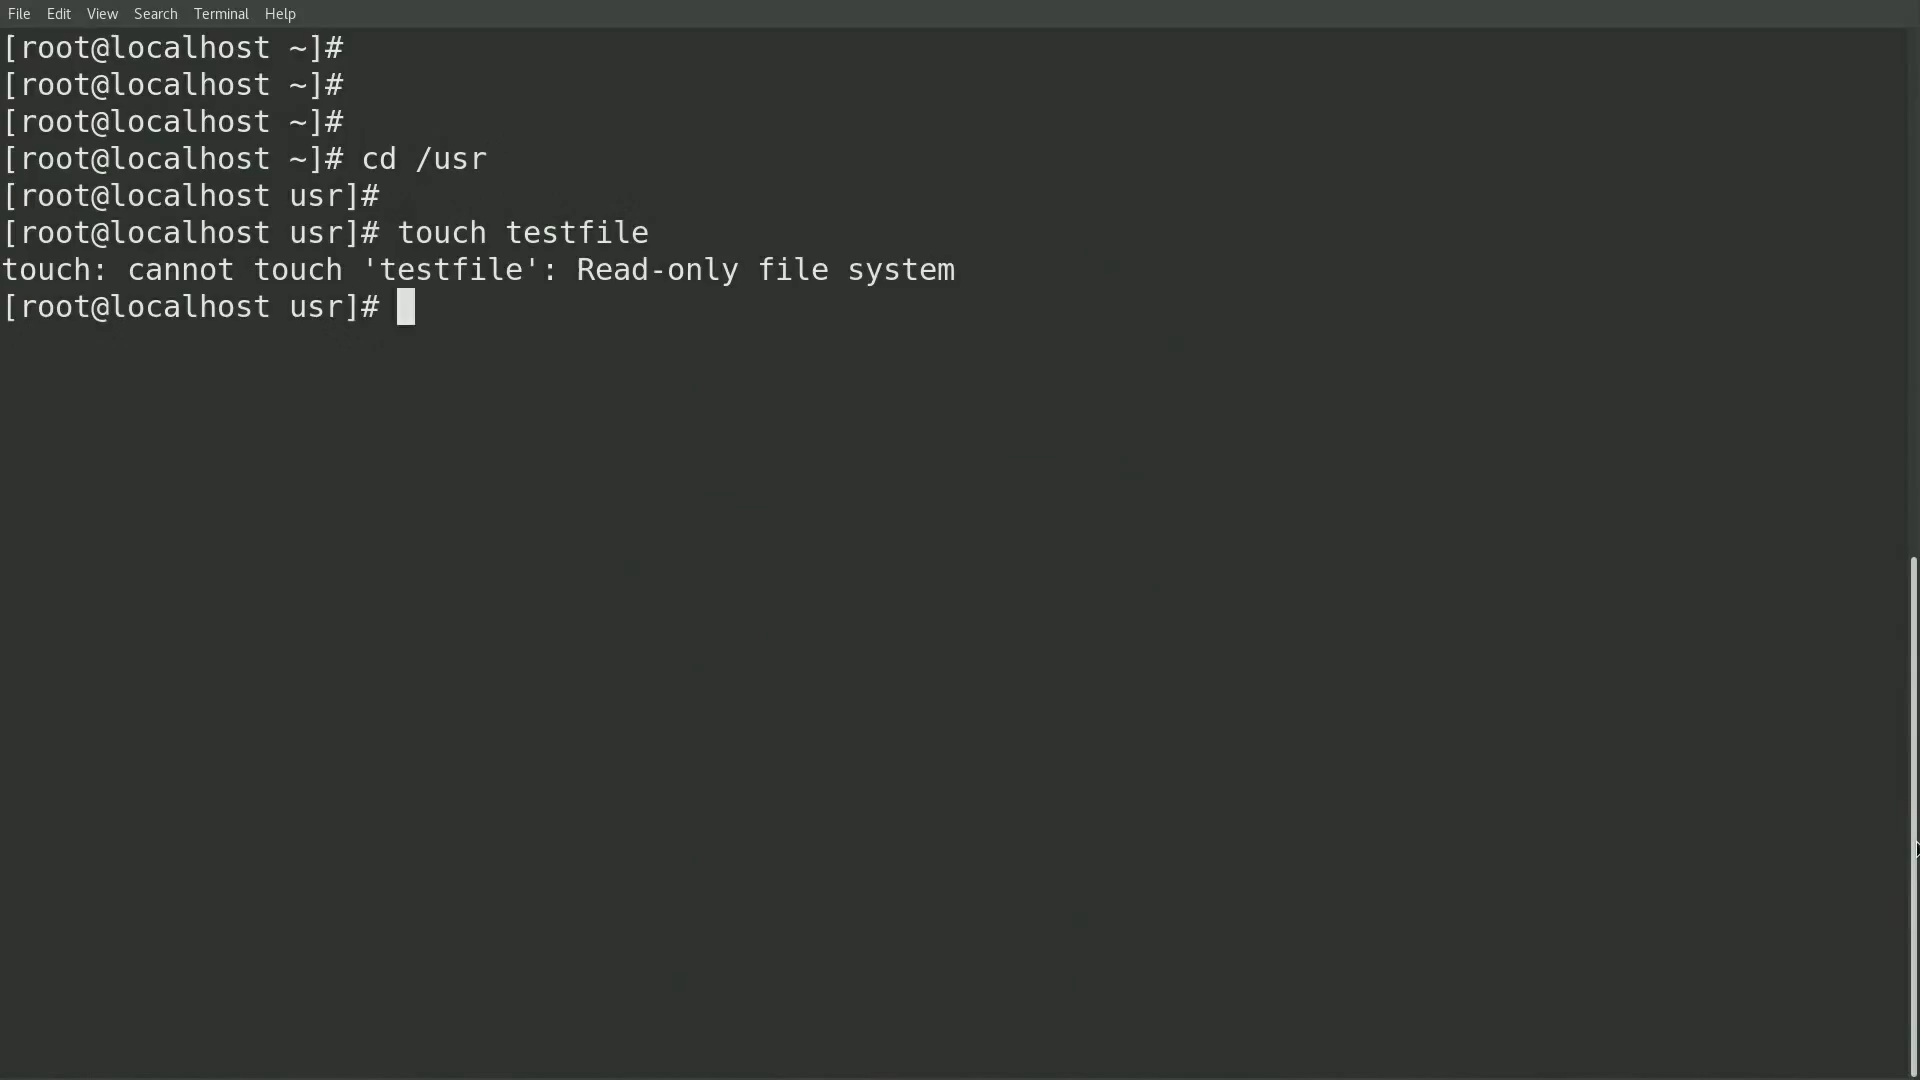 File Edit View Search Terminal Help
[root@localhost ~]#
[root@localhost ~]#
[root@localhost ~]#
[root@localhost ~]# cd /usr
[root@localhost usr]#
[root@localhost usr]# touch testfile
touch: cannot touch 'testfile': Read-only file system
[root@localhost usr]#